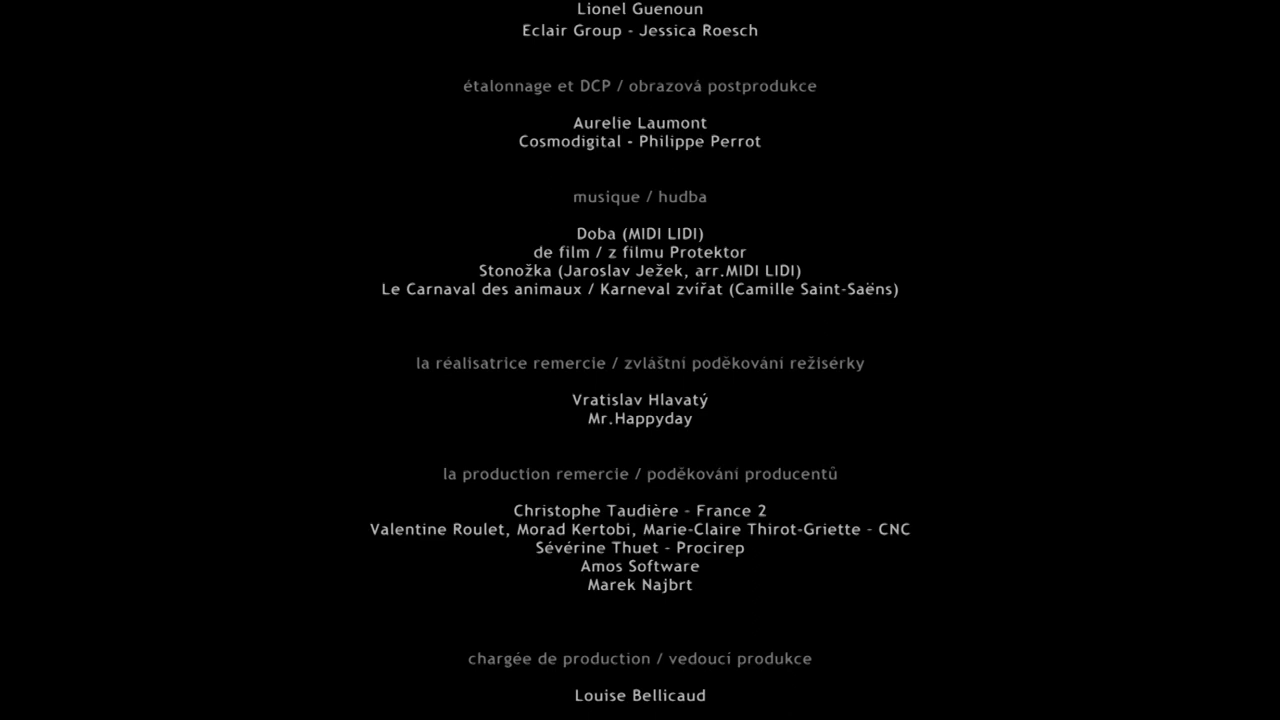 Lionel Guenoun
Eclair Group - Jessica Roesch
étalonnage et DCP / obrazová postprodukce
Aurelie Laumont
Cosmodigital - Philippe Perrot
musique / hudba
Doba (MIDI LIDI)
de film / z filmu Protektor
Stonožka (Jaroslav Ježek, arr.MIDI LIDI)
Le Carnaval des animaux / Karneval zvířat (Camille Saint-Saëns)
la réalisatrice remercie / zvláštní poděkování režisérky
Vratislav Hlavatý
Mr.Happyday
la production remercie / poděkování producentů
Christophe Taudière - France 2
Valentine Roulet, Morad Kertobi, Marie-Claire Thirot-Griette - CNC
Sévérine Thuet - Procirep
Amos Software
Marek Najbrt
chargée de production / vedoucí produkce
Louise Bellicaud